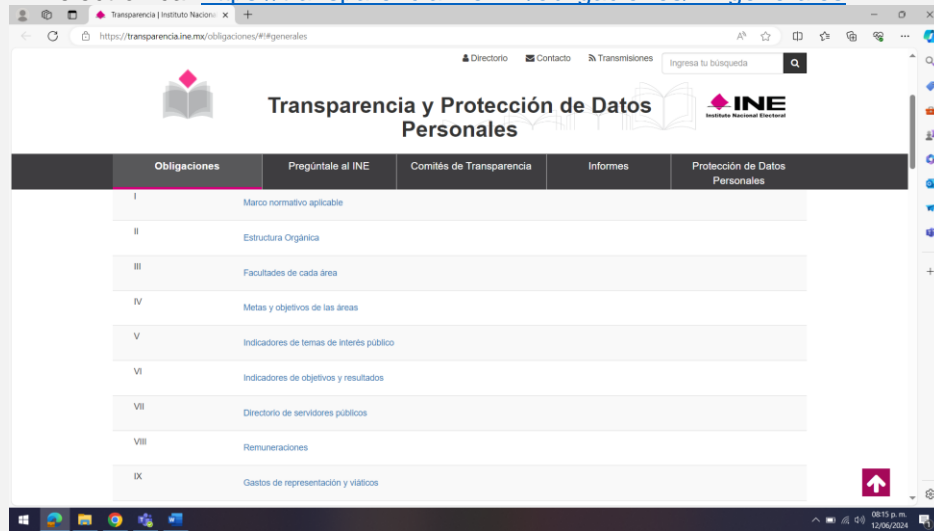 Transparencia | Instituto Nacion
https://transparencia.ine.mx/obligaciones/#!#generales
Directorio Contacto Transmisiones Ingresa tu búsqueda
Transparencia y Protección de Datos
Personales
INE
Instituto Nacional Electoral
Obligaciones Pregúntale al INE Comités de Transparencia Informes Protección de Datos
Personales
I Marco normativo aplicable
II Estructura Orgánica
III Facultades de cada área
IV Metas y objetivos de las áreas
V Indicadores de temas de interés público
VI Indicadores de objetivos y resultados
VII Directorio de servidores públicos
VIII Remuneraciones
IX Gastos de representación y viáticos
08:15 p. m.
12/06/2024